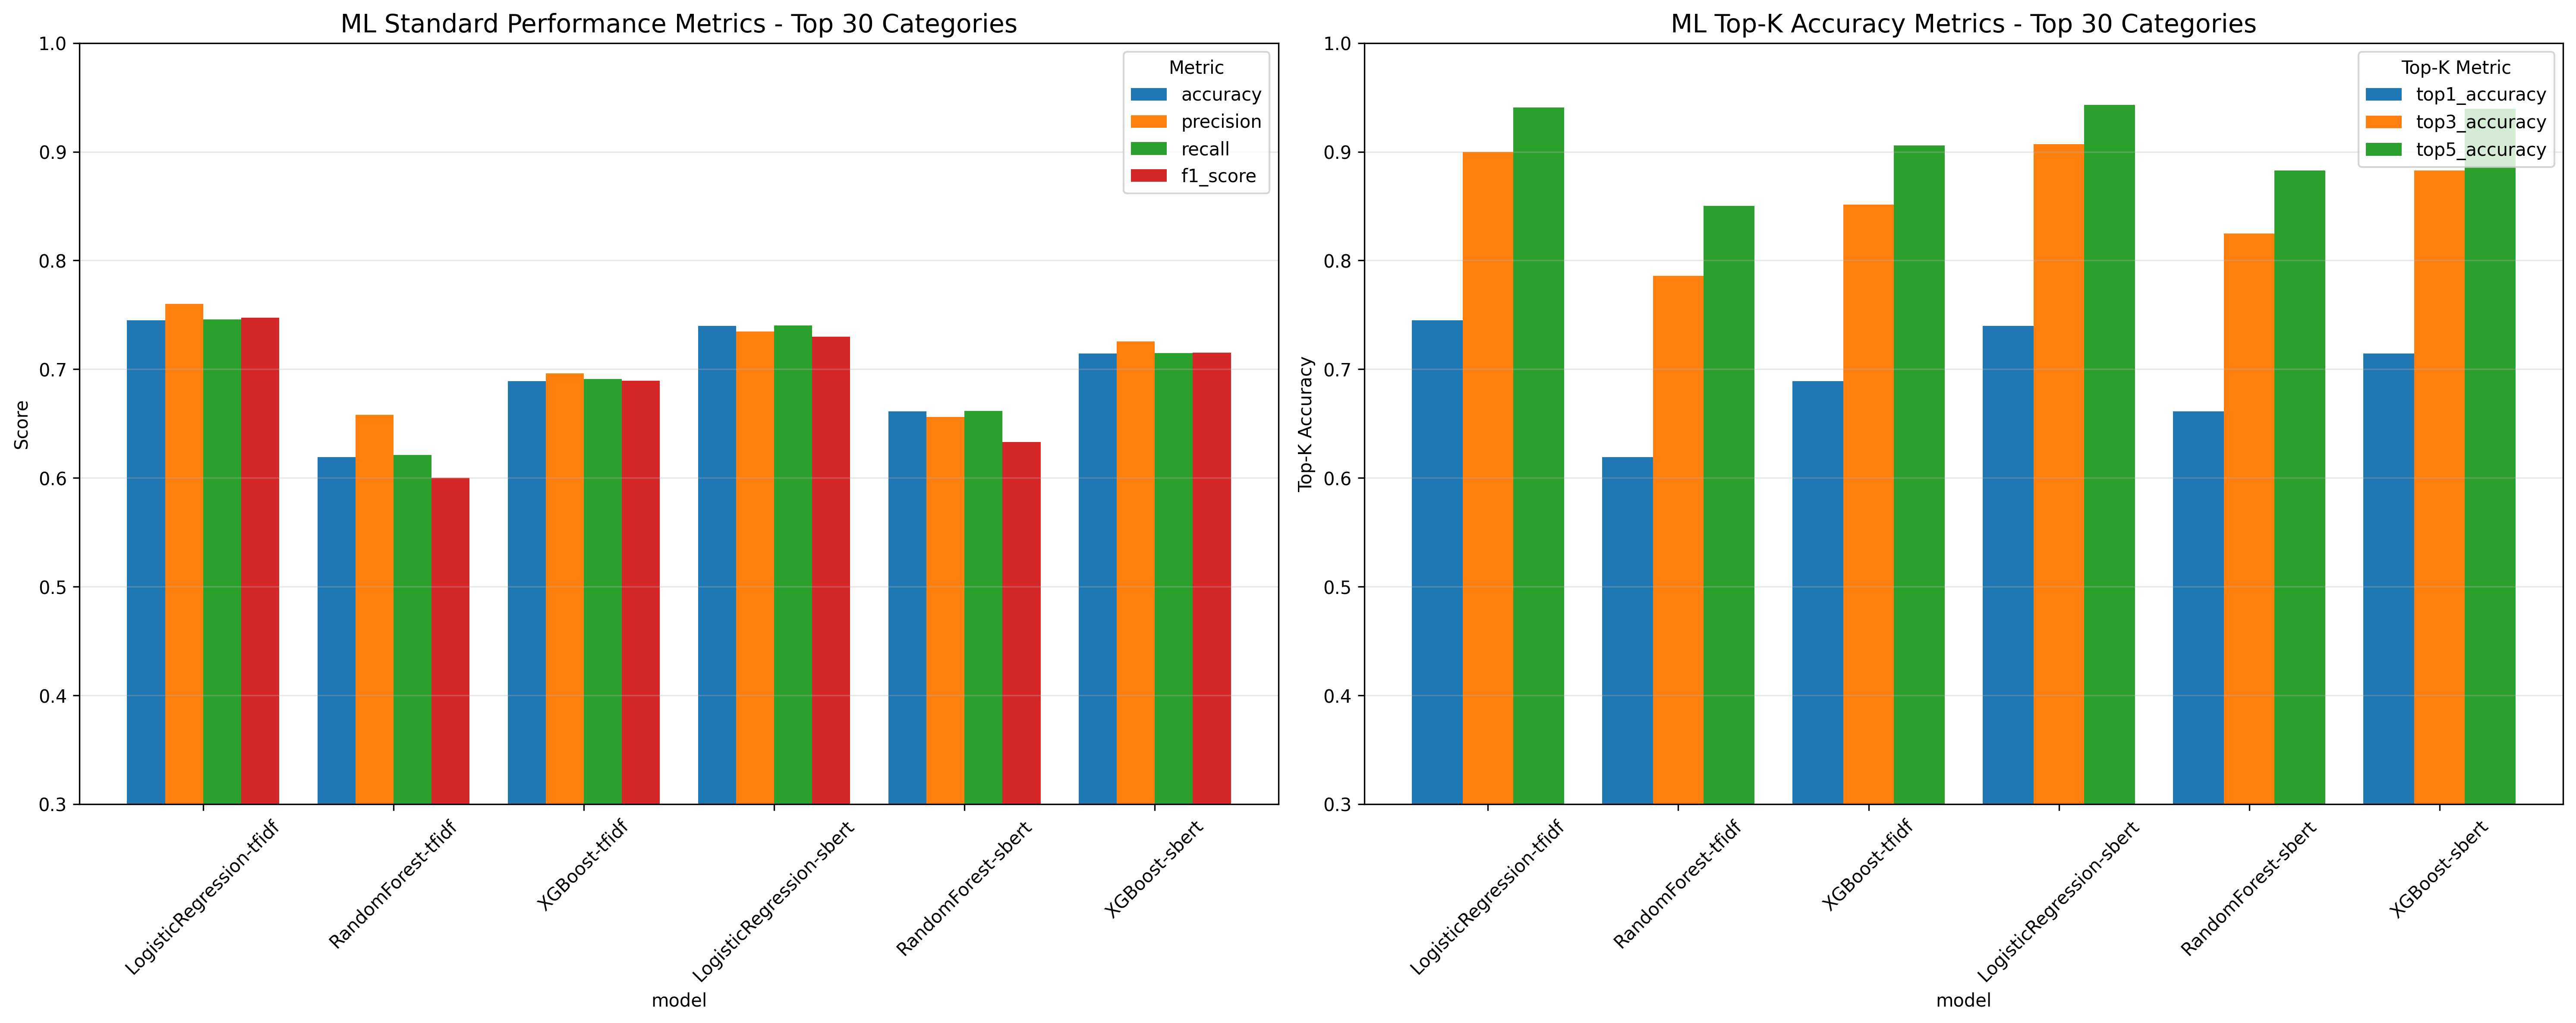 ML Standard Performance Metrics - Top 30 Categories
Score
1.0
0.9
0.8
0.7
0.6
0.5
0.4
0.3
Metric
accuracy
precision
recall
f1_score
LogisticRegression-tfidf
RandomForest-tfidf
XGBoost-tfidf
LogisticRegression-sbert
RandomForest-sbert
XGBoost-sbert
model
ML Top-K Accuracy Metrics - Top 30 Categories
Top-K Accuracy
1.0
0.9
0.8
0.7
0.6
0.5
0.4
0.3
Top-K Metric
top1_accuracy
top3_accuracy
top5_accuracy
LogisticRegression-tfidf
RandomForest-tfidf
XGBoost-tfidf
LogisticRegression-sbert
RandomForest-sbert
XGBoost-sbert
model